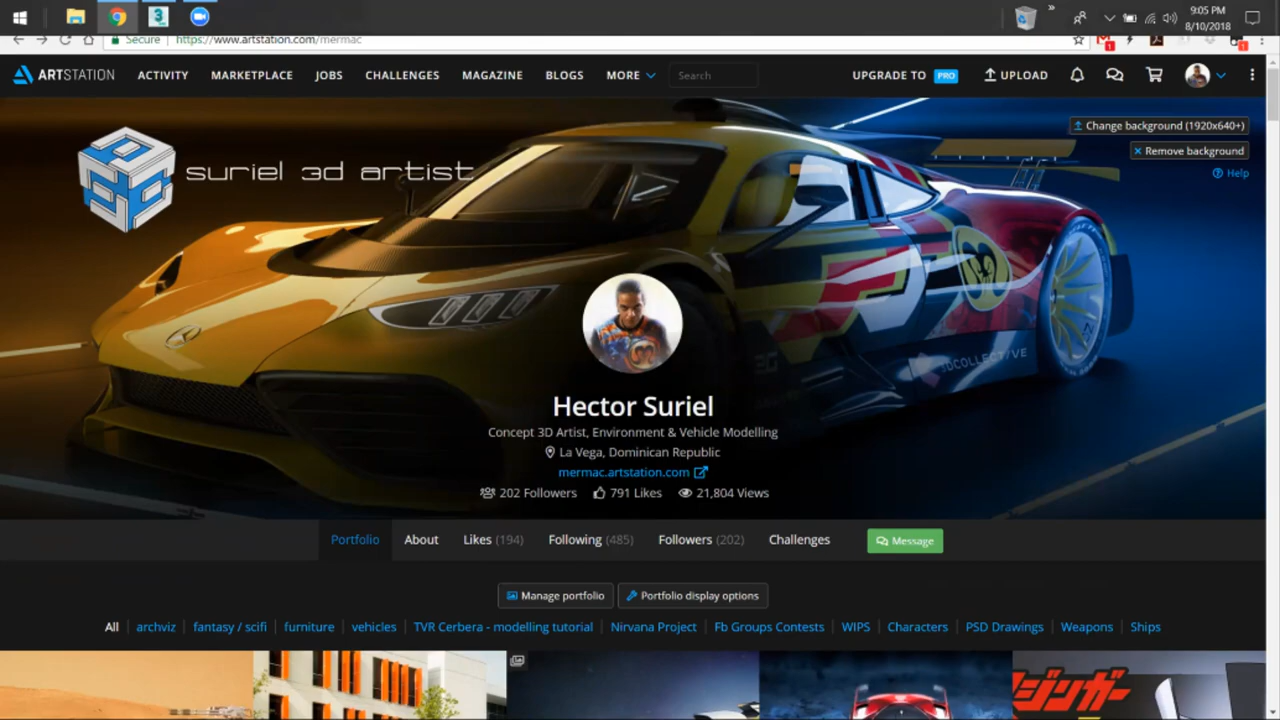 9:05 PM
8/10/2018
Secure https://www.artstation.com/mermac
ARTSTATION ACTIVITY MARKETPLACE JOBS CHALLENGES MAGAZINE BLOGS MORE Search UPGRADE TO PRO UPLOAD
Change background (1920x640+)
Remove background
Help
suriel 3d artist
3DCOLLECTIVE
Hector Suriel
Concept 3D Artist, Environment & Vehicle Modelling
La Vega, Dominican Republic
mermac.artstation.com
202 Followers 791 Likes 21,804 Views
Portfolio About Likes (194) Following (485) Followers (202) Challenges Message
Manage portfolio Portfolio display options
All archviz fantasy / scifi furniture vehicles TVR Cerbera - modelling tutorial Nirvana Project Fb Groups Contests WIPS Characters PSD Drawings Weapons Ships
ジンガー